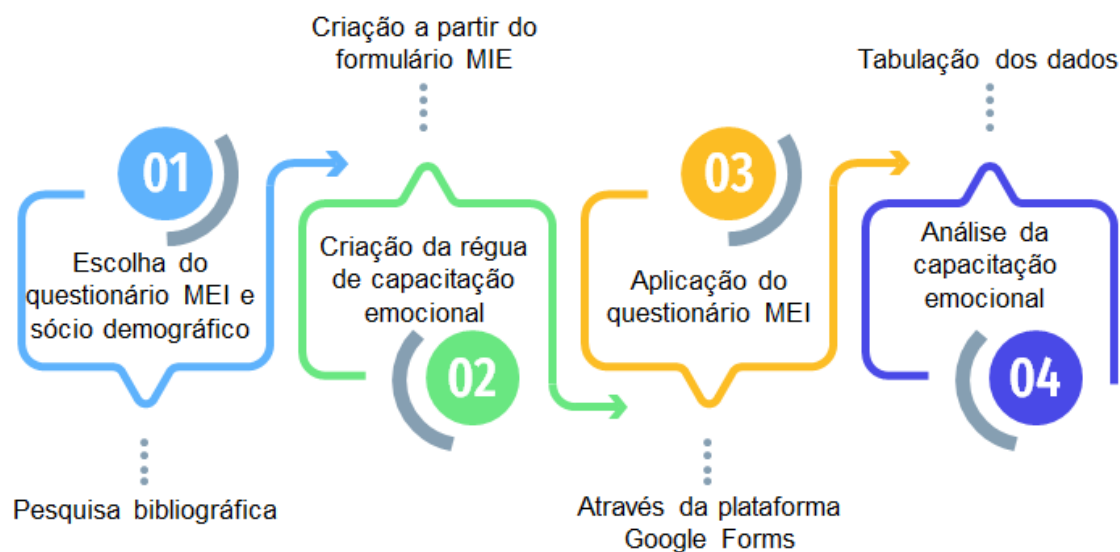 01
Escolha do
questionário MEI e
sócio demográfico
Pesquisa bibliográfica
Criação a partir do
formulário MIE
Criação da régua
de capacitação
emocional
02
03
Aplicação do
questionário MEI
Através da plataforma
Google Forms
Tabulação dos dados
Análise da
capacitação
emocional
04